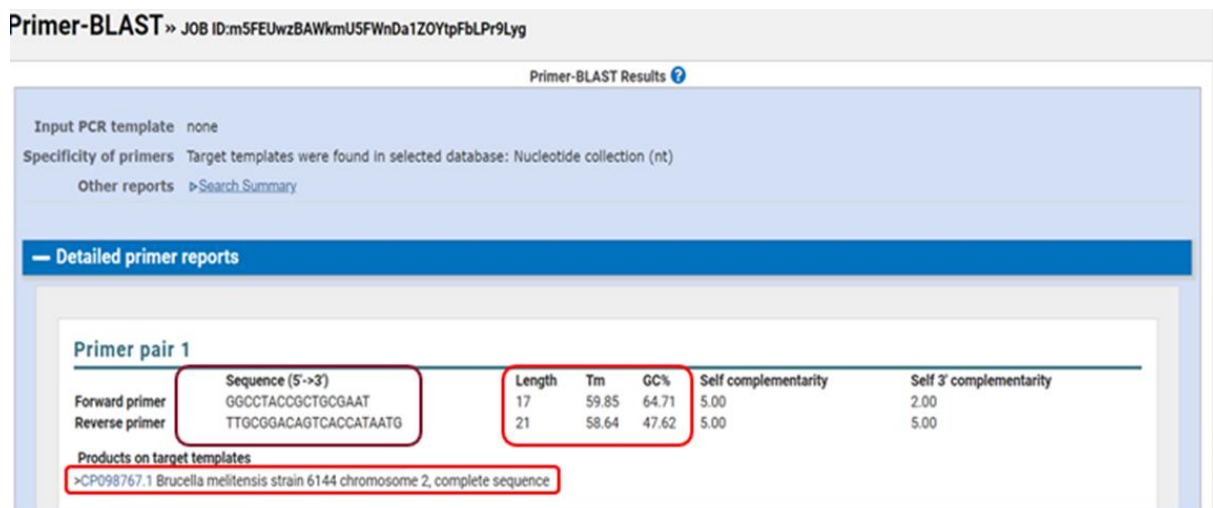 Primer-BLAST » JOB ID:m5FEUwzBAWkmU5FWnDa1ZOYtpFbLPr9Lyg
Primer-BLAST Results ?
Input PCR template none
Specificity of primers Target templates were found in selected database: Nucleotide collection (nt)
Other reports Search Summary
Detailed primer reports
Primer pair 1
Sequence (5'->3') Length Tm GC% Self complementarity Self 3' complementarity
Forward primer GGCCTACCGCTGCGAAT 17 59.85 64.71 5.00 2.00
Reverse primer TTGCGGACAGTCACCATAATG 21 58.64 47.62 5.00 5.00
Products on target templates
>CP098767.1 Brucella melitensis strain 6144 chromosome 2, complete sequence